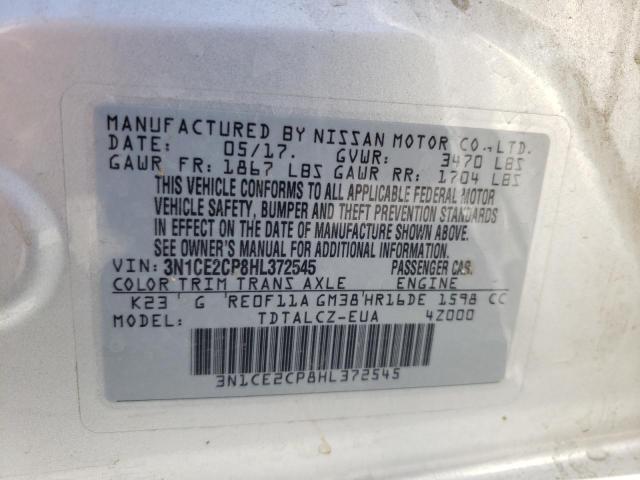 MANUFACTURED BY NISSAN MOTOR CO.,LTD.
DATE: 05/17. GVWR: 3470 LBS
GAWR FR: 1867 LBS GAWR RR: 1704 LBS
THIS VEHICLE CONFORMS TO ALL APPLICABLE FEDERAL MOTOR
VEHICLE SAFETY, BUMPER AND THEFT PREVENTION STANDARDS
IN EFFECT ON THE DATE OF MANUFACTURE SHOWN ABOVE.
SEE OWNER'S MANUAL FOR ADDITIONAL INFORMATION.
VIN: 3N1CE2CP8HL372545 PASSENGER CAR.
COLOR TRIM TRANS AXLE ENGINE
K23 G RE0F11A GM38 HR16DE 1598 CC
MODEL: TDTALCZ-EUA 4Z000
3N1CE2CP8HL372545